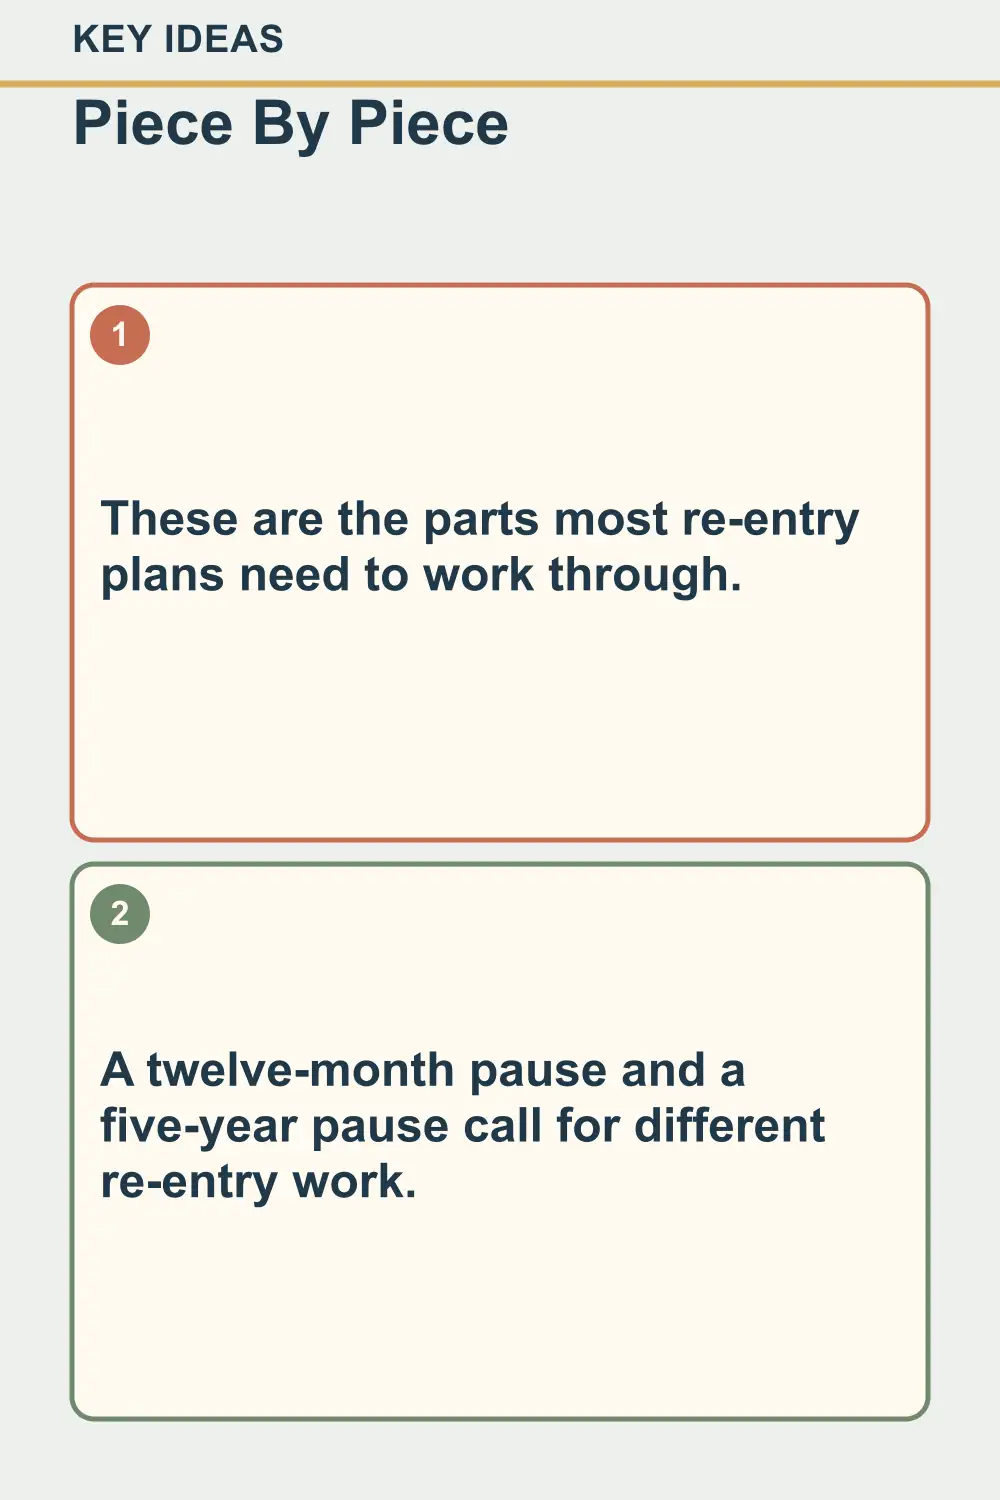 KEY IDEAS
Piece By Piece
1
These are the parts most re-entry
plans need to work through.
2
A twelve-month pause and a
five-year pause call for different
re-entry work.